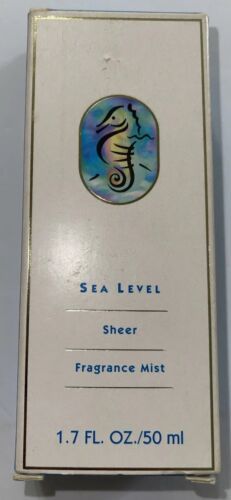 SEA LEVEL
Sheer
Fragrance Mist
1.7 FL. OZ./50 ml